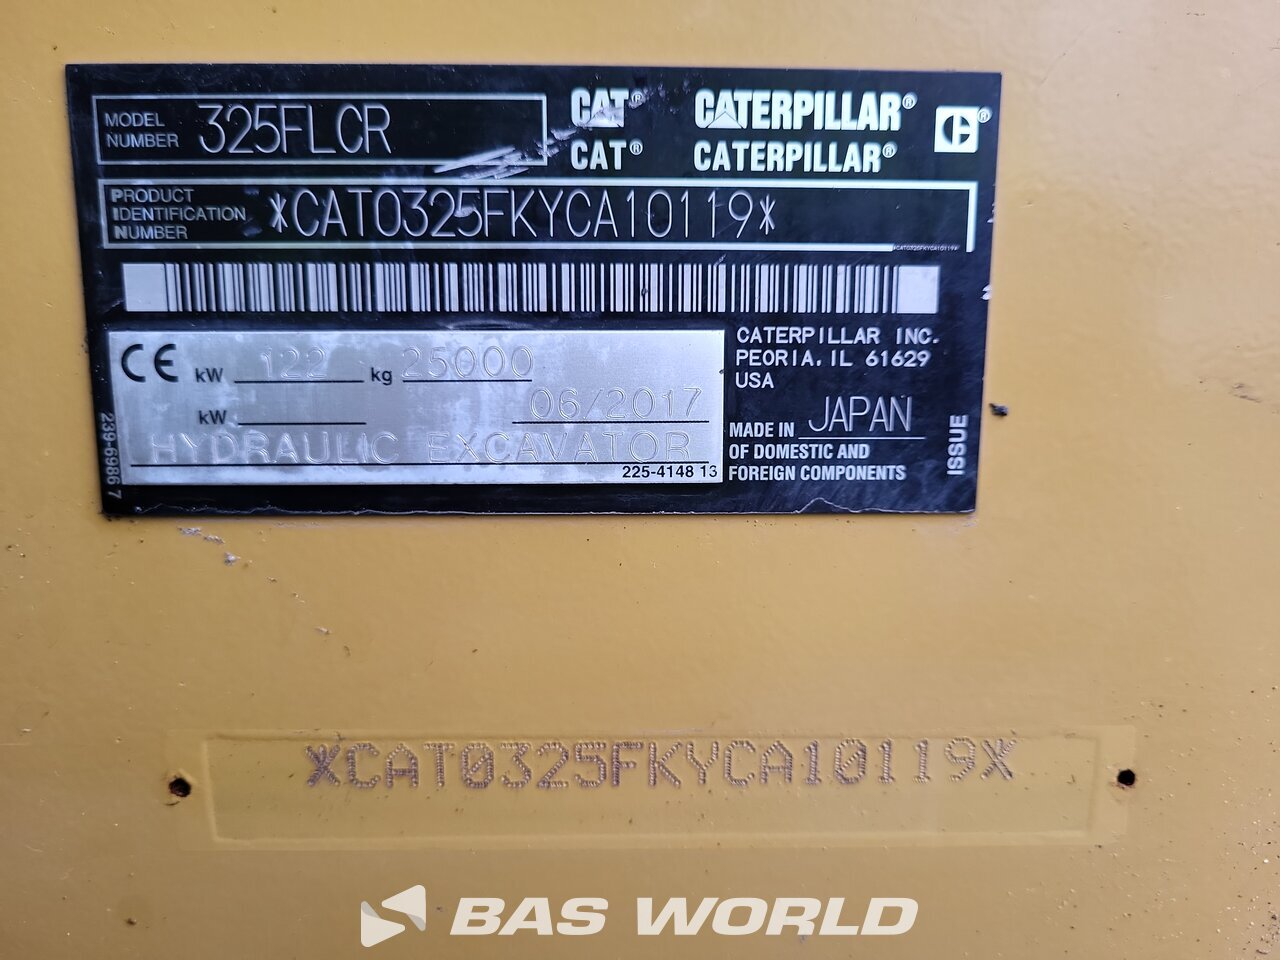 MODEL NUMBER 325FLCR
CAT® CATERPILLAR®
CAT® CATERPILLAR®
PRODUCT IDENTIFICATION NUMBER *CAT0325FKYCA10119*
*CAT0325FKYCA10119*
CE kW 122 kg 25000
kW 06/2017
HYDRAULIC EXCAVATOR
225-4148 13
239-6986 7
CATERPILLAR INC.
PEORIA, IL 61629
USA
MADE IN JAPAN
OF DOMESTIC AND
FOREIGN COMPONENTS
ISSUE
*CAT0325FKYCA10119*
BAS WORLD